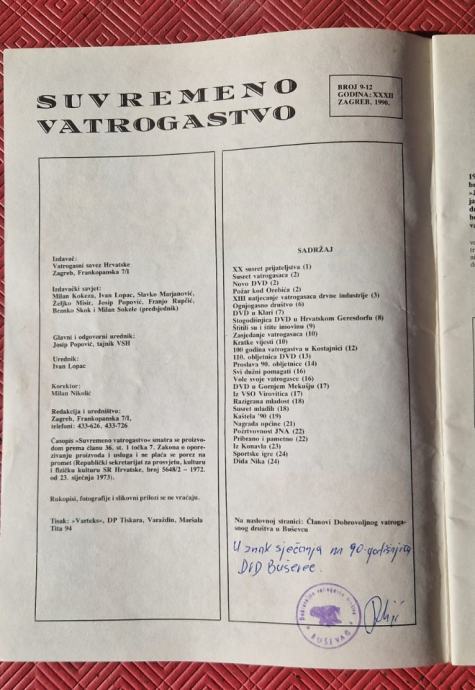 SUVREMENO
VATROGASTVO
BROJ 9-12
GODINA: XXXII
ZAGREB, 1990.
Izdavač:
Vatrogasni savez Hrvatske
Zagreb, Frankopanska 7/I
Izdavački savjet:
Milan Kokeza, Ivan Lopac, Slavko Marjanović,
Željko Misir, Josip Popović, Franjo Rupčić,
Branko Skok i Milan Sokele (predsjednik)
Glavni i odgovorni urednik:
Josip Popović, tajnik VSH
Urednik:
Ivan Lopac
Korektor:
Milan Nikolić
Redakcija i uredništvo:
Zagreb, Frankopanska 7/I,
telefoni: 433-626, 433-726
Časopis »Suvremeno vatrogastvo« smatra se proizvo-
dom prema članu 36. st. 1 točka 7. Zakona o opore-
zivanju proizvoda i usluga i ne plaća se porez na
promet (Republički sekretarijat za prosvjetu, kulturu
i fizičku kulturu SR Hrvatske, broj 5648/2 – 1972.
od 23. siječnja 1973).
Rukopisi, fotografije i slikovni prilozi se ne vraćaju.
Tisak: »Varteks«, DP Tiskara, Varaždin, Maršala
Tita 94
SADRŽAJ
XX susret prijateljstva (1)
Susret vatrogasaca (2)
Novo DVD (2)
Požar kod Orebića (2)
XIII natjecanje vatrogasaca drvne industrije (3)
Ognjogasno društvo (6)
DVD u Klari (7)
Stogodišnjica DVD u Hrvatskom Geresdorfu (8)
Štitili su i štite imovinu (9)
Zasjedanje vatrogasaca (10)
Kratke vijesti (10)
100 godina vatrogastva u Kostajnici (12)
110. obljetnica DVD (13)
Proslava 90. obljetnice (14)
Svi dužni pomagati (16)
Vole svoje vatrogasce (16)
DVD u Gornjem Mekušju (17)
Iz VSO Virovitica (17)
Razigrana mladost (18)
Susret mladih (18)
Kaštela '90 (19)
Nagrada općini (21)
Požrtvovnost JNA (22)
Pribrano i pametno (22)
Iz Konavla (23)
Sportske igre (24)
Dida Nika (24)
Na naslovnoj stranici: Članovi Dobrovoljnog vatroga-
snog društva u Buševcu
U znak sjećanja na 90-godišnjicu
DVD Buševec.
Dobrovoljno vatrogasno društvo
BUŠEVEC